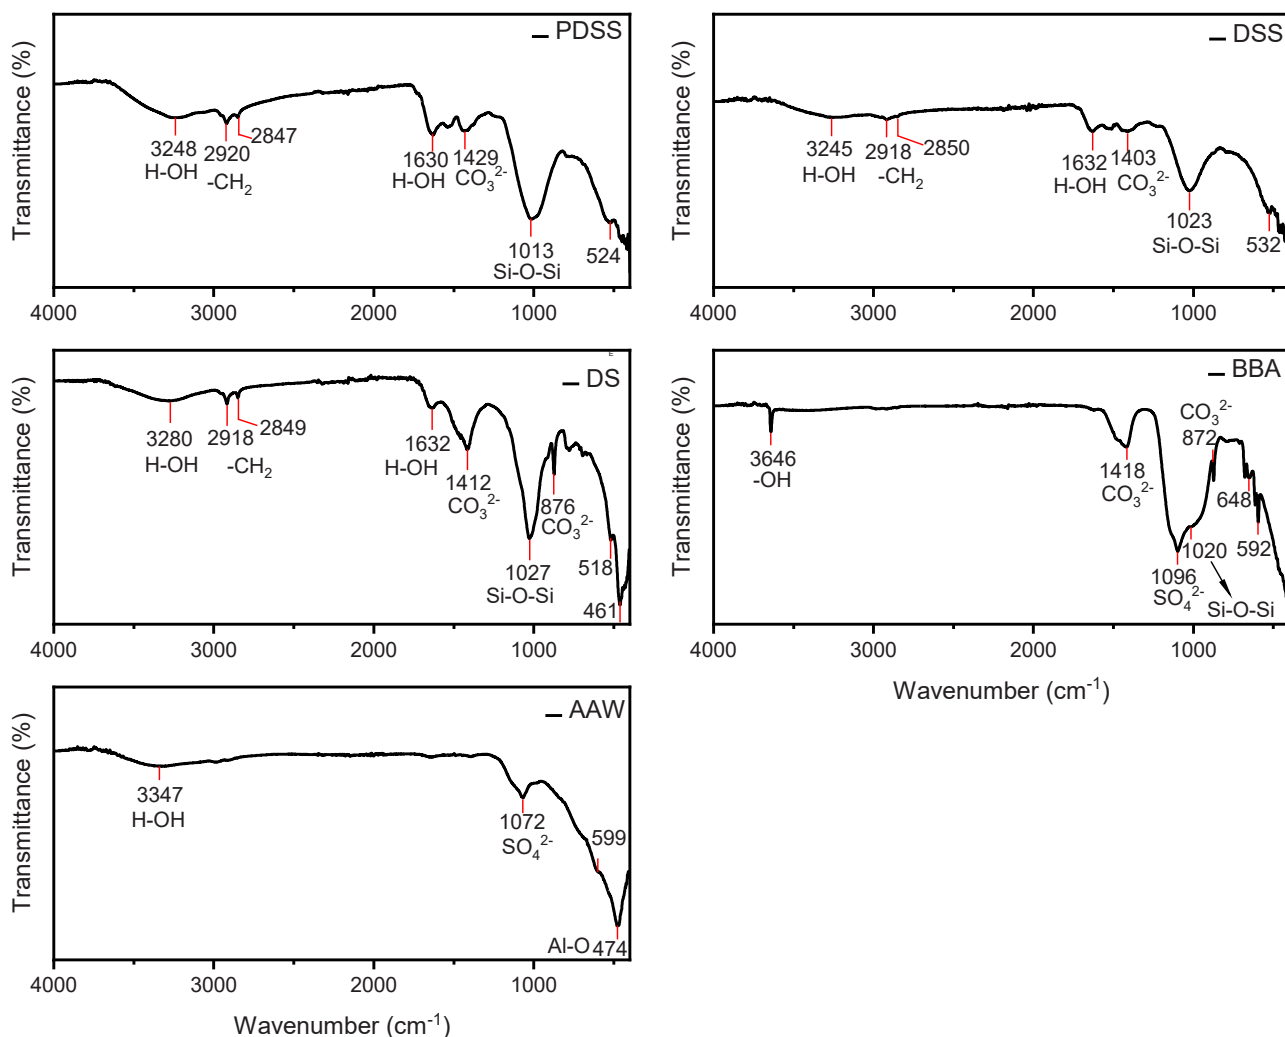 Transmittance (%)
PDSS
3248
H-OH
2920
-CH₂
2847
1630
H-OH
1429
CO₃²⁻
1013
Si-O-Si
524
4000
3000
2000
1000
Transmittance (%)
DSS
3245
H-OH
2918
-CH₂
2850
1632
H-OH
1403
CO₃²⁻
1023
Si-O-Si
532
4000
3000
2000
1000
Transmittance (%)
E
DS
3280
H-OH
2918
-CH₂
2849
1632
H-OH
1412
CO₃²⁻
876
CO₃²⁻
1027
Si-O-Si
518
461
4000
3000
2000
1000
Transmittance (%)
BBA
3646
-OH
1418
CO₃²⁻
CO₃²⁻
872
1096
SO₄²⁻
1020
Si-O-Si
648
592
4000
3000
2000
1000
Wavenumber (cm⁻¹)
Transmittance (%)
AAW
3347
H-OH
1072
SO₄²⁻
599
Al-O 474
4000
3000
2000
1000
Wavenumber (cm⁻¹)